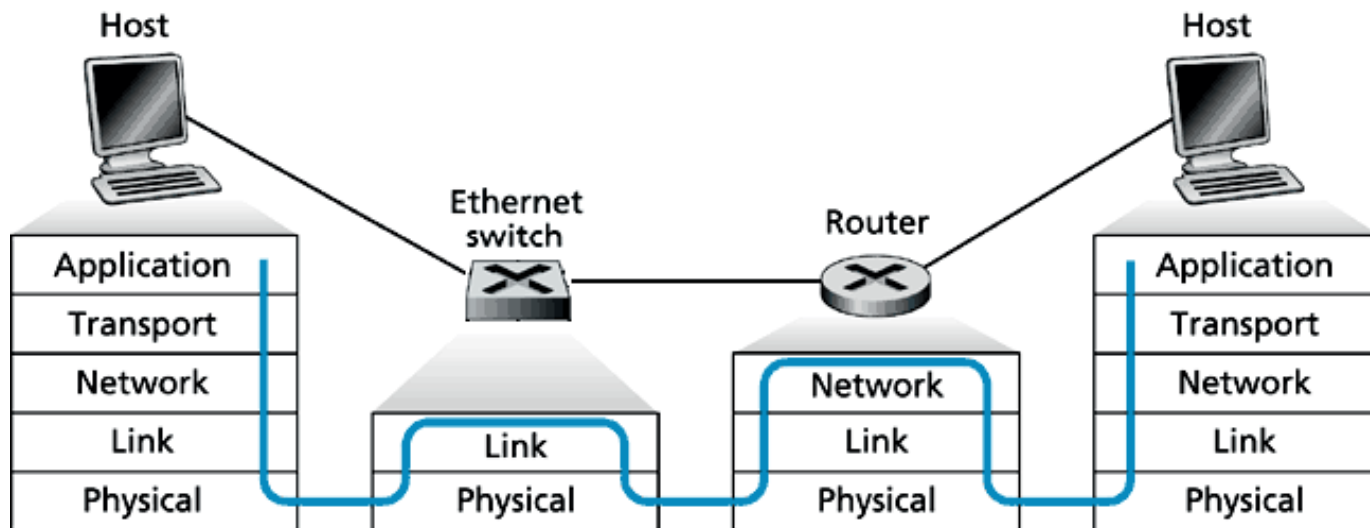 Host
Host
Ethernet
switch
Router
Application
Transport
Network
Link
Physical
Link
Physical
Network
Link
Physical
Application
Transport
Network
Link
Physical